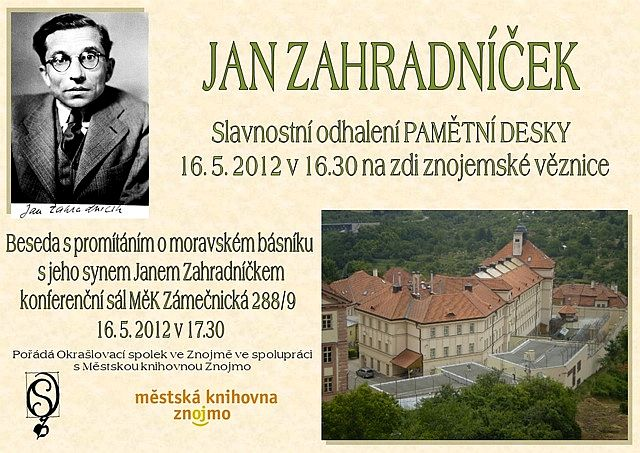 JAN ZAHRADNÍČEK
Slavnostní odhalení PAMĚTNÍ DESKY
16. 5. 2012 v 16.30 na zdi znojemské věznice
Jan Zahradníček
Beseda s promítáním o moravském básníku
s jeho synem Janem Zahradníčkem
konferenční sál MěK Zámečnická 288/9
16. 5. 2012 v 17.30
Pořádá Okrašlovací spolek ve Znojmě ve spolupráci
s Městskou knihovnou Znojmo
městská knihovna
znojmo